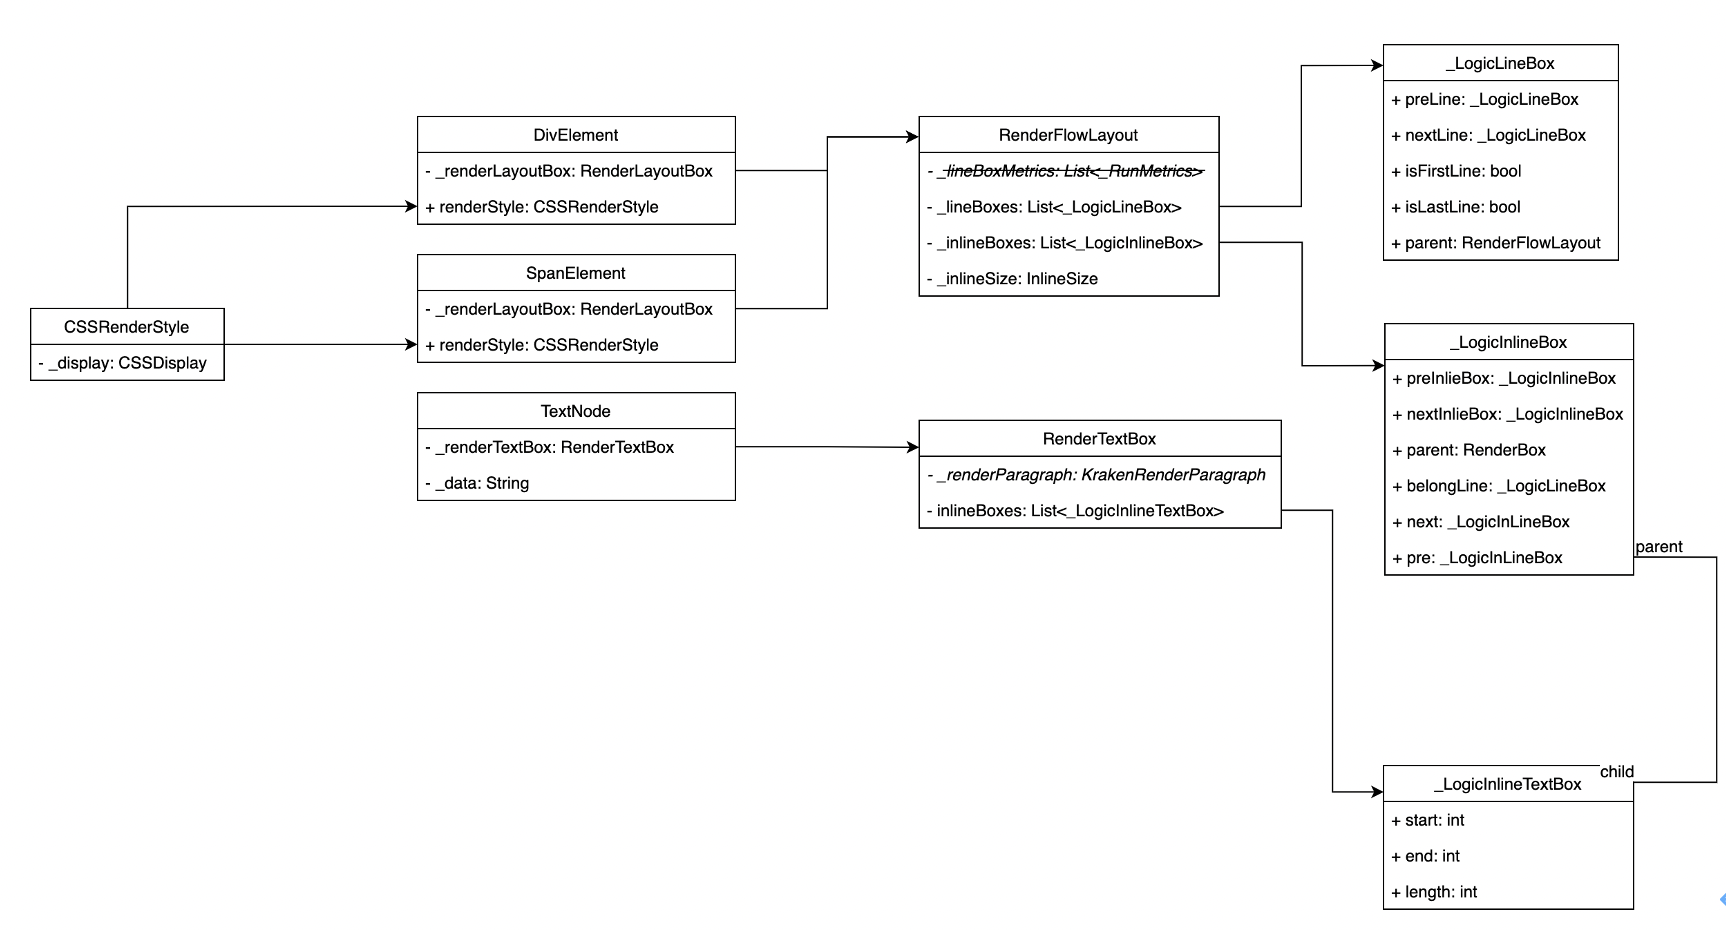 CSSRenderStyle
- _display: CSSDisplay
DivElement
- _renderLayoutBox: RenderLayoutBox
+ renderStyle: CSSRenderStyle
SpanElement
- _renderLayoutBox: RenderLayoutBox
+ renderStyle: CSSRenderStyle
TextNode
- _renderTextBox: RenderTextBox
- _data: String
RenderFlowLayout
- _lineBoxMetrics: List<_RunMetrics>
- _lineBoxes: List<_LogicLineBox>
- _inlineBoxes: List<_LogicInlineBox>
- _inlineSize: InlineSize
RenderTextBox
- _renderParagraph: KrakenRenderParagraph
- inlineBoxes: List<_LogicInlineTextBox>
_LogicLineBox
+ preLine: _LogicLineBox
+ nextLine: _LogicLineBox
+ isFirstLine: bool
+ isLastLine: bool
+ parent: RenderFlowLayout
_LogicInlineBox
+ preInlieBox: _LogicInlineBox
+ nextInlieBox: _LogicInlineBox
+ parent: RenderBox
+ belongLine: _LogicLineBox
+ next: _LogicInLineBox
+ pre: _LogicInLineBox
parent
child
_LogicInlineTextBox
+ start: int
+ end: int
+ length: int